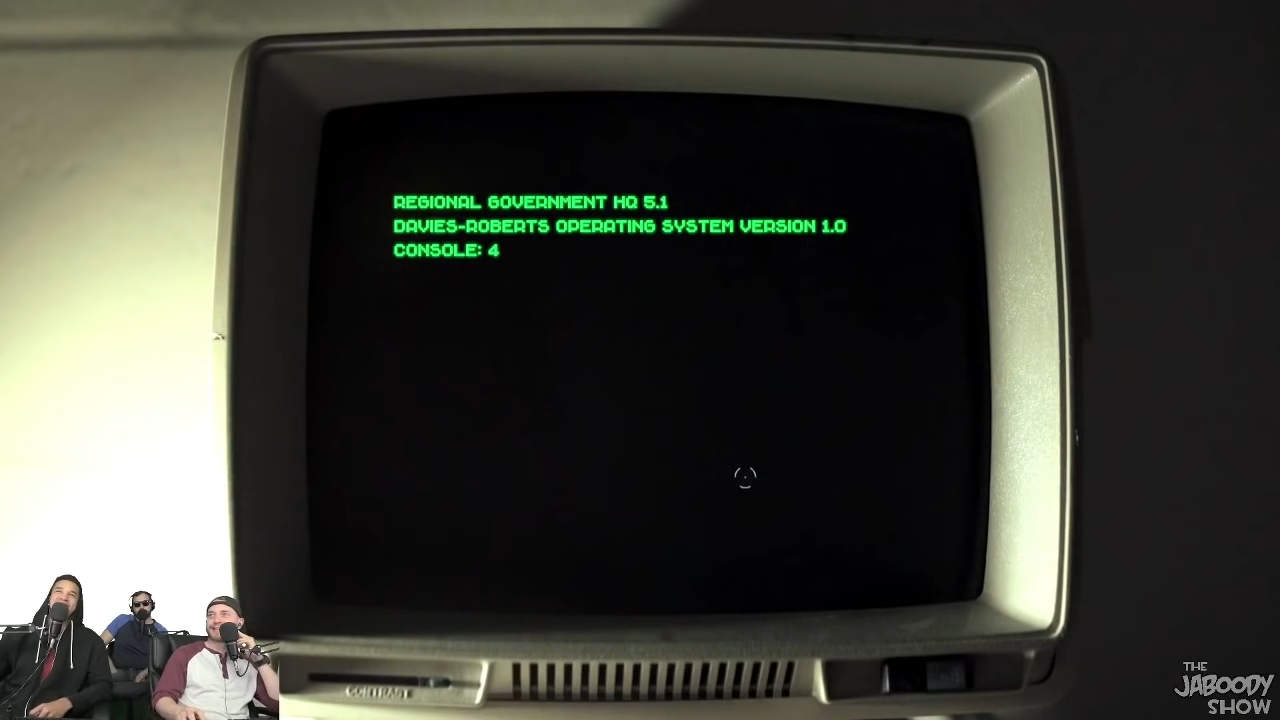 REGIONAL GOVERNMENT HQ 5.1
DAVIES-ROBERTS OPERATING SYSTEM VERSION 1.0
CONSOLE: 4
CONTRAST
THE
JABOODY
SHOW